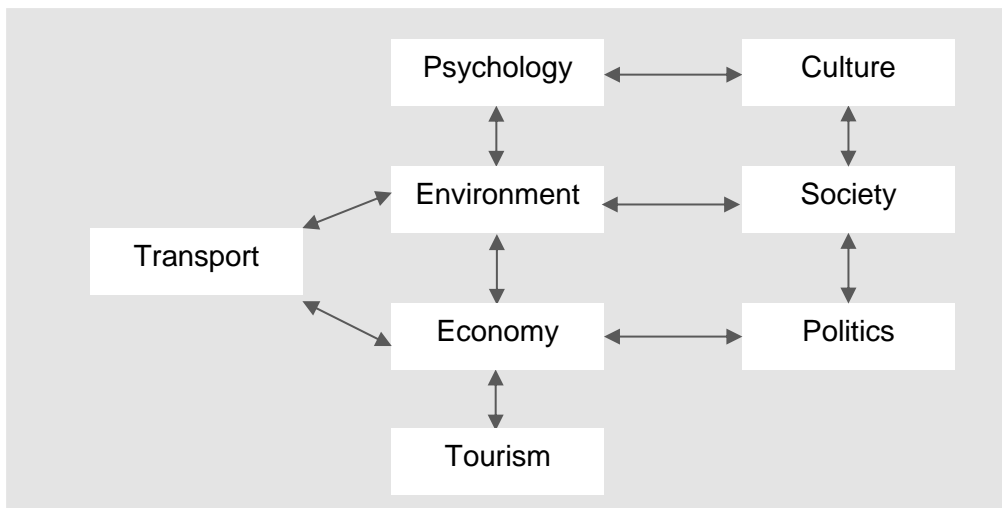 Psychology
Culture
Environment
Society
Transport
Economy
Politics
Tourism